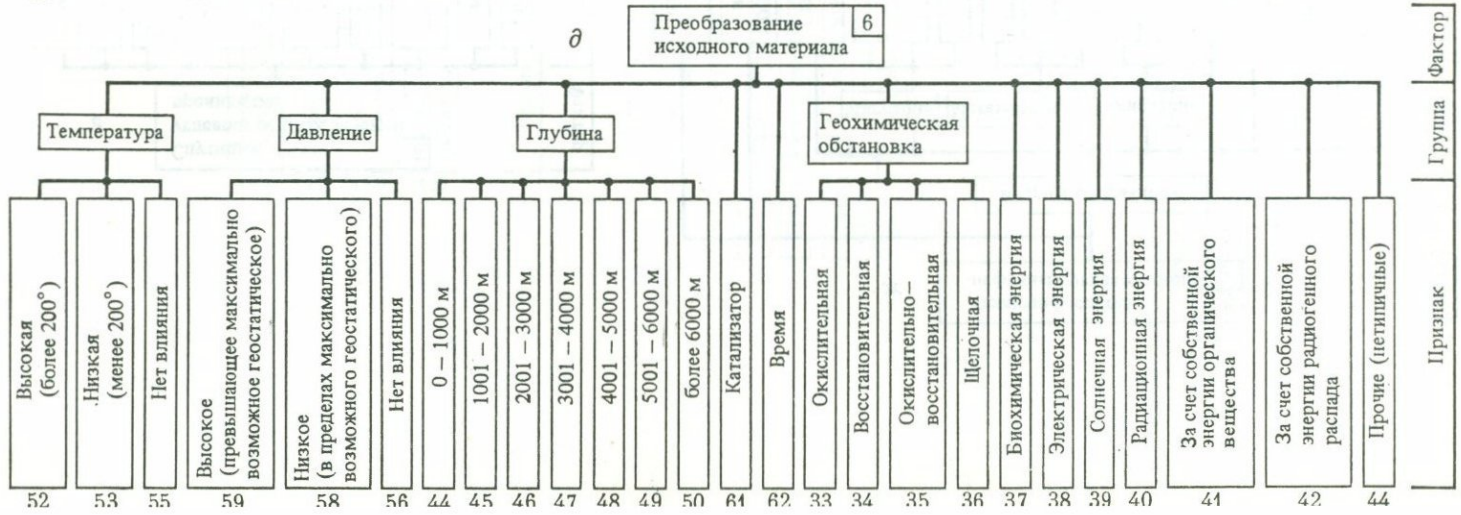 д
Преобразование
исходного материала
6
Фактор
Температура
Давление
Глубина
Геохимическая
обстановка
Группа
Высокая
(более 200°)
Низкая
(менее 200°)
Нет влияния
Высокое
(превышающее максимально
возможное геостатическое)
Низкое
(в пределах максимально
возможного геостатического)
Нет влияния
0 – 1000 м
1001 – 2000 м
2001 – 3000 м
3001 – 4000 м
4001 – 5000 м
5001 – 6000 м
более 6000 м
Катализатор
Время
Окислительная
Восстановительная
Окислительно–
восстановительная
Щелочная
Биохимическая энергия
Электрическая энергия
Солнечная энергия
Радиационная энергия
За счет собственной
энергии органического
вещества
За счет собственной
энергии радиогенного
распада
Прочие (нетипичные)
Признак
52 53 55 59 58 56 44 45 46 47 48 49 50 61 62 33 34 35 36 37 38 39 40 41 42 44